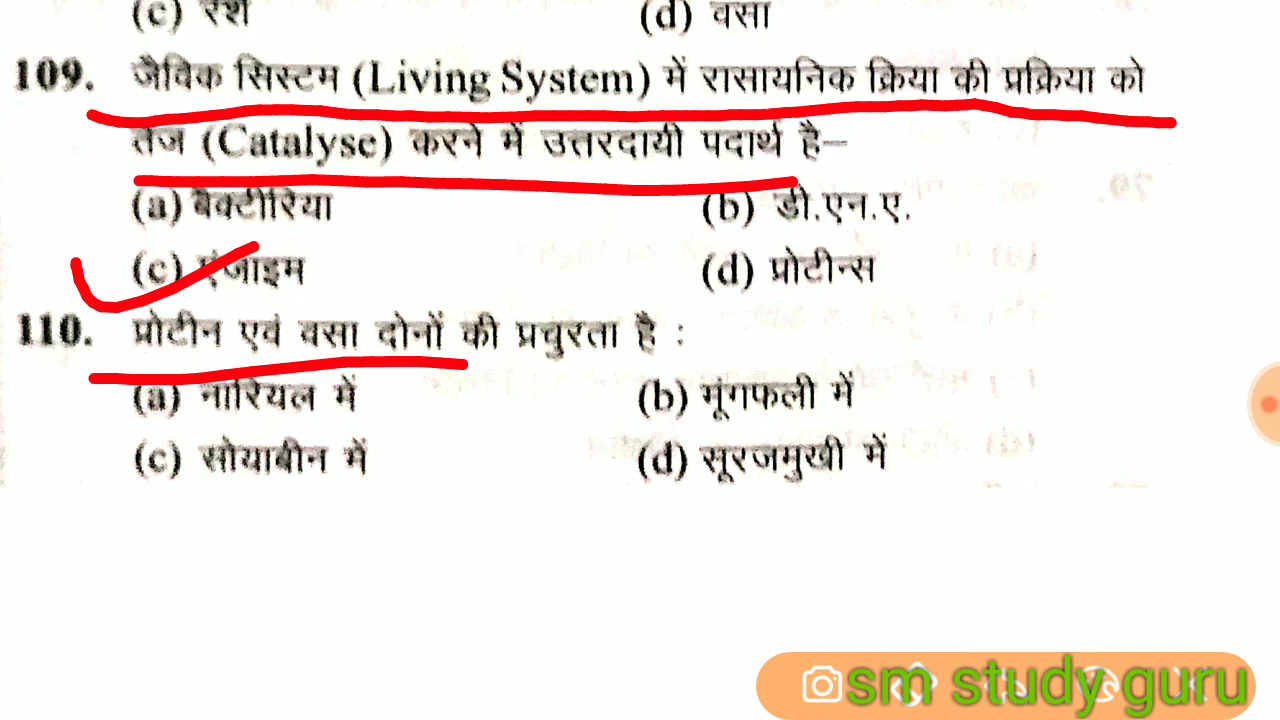 (c) रेशे (d) वसा
109. जैविक सिस्टम (Living System) में रासायनिक क्रिया की प्रक्रिया को
तेज (Catalyse) करने में उत्तरदायी पदार्थ है–
(a) बैक्टीरिया (b) डी.एन.ए.
(c) एंजाइम (d) प्रोटीन्स
110. प्रोटीन एवं वसा दोनों की प्रचुरता है :
(a) नारियल में (b) मूंगफली में
(c) सोयाबीन में (d) सूरजमुखी में
sm study guru